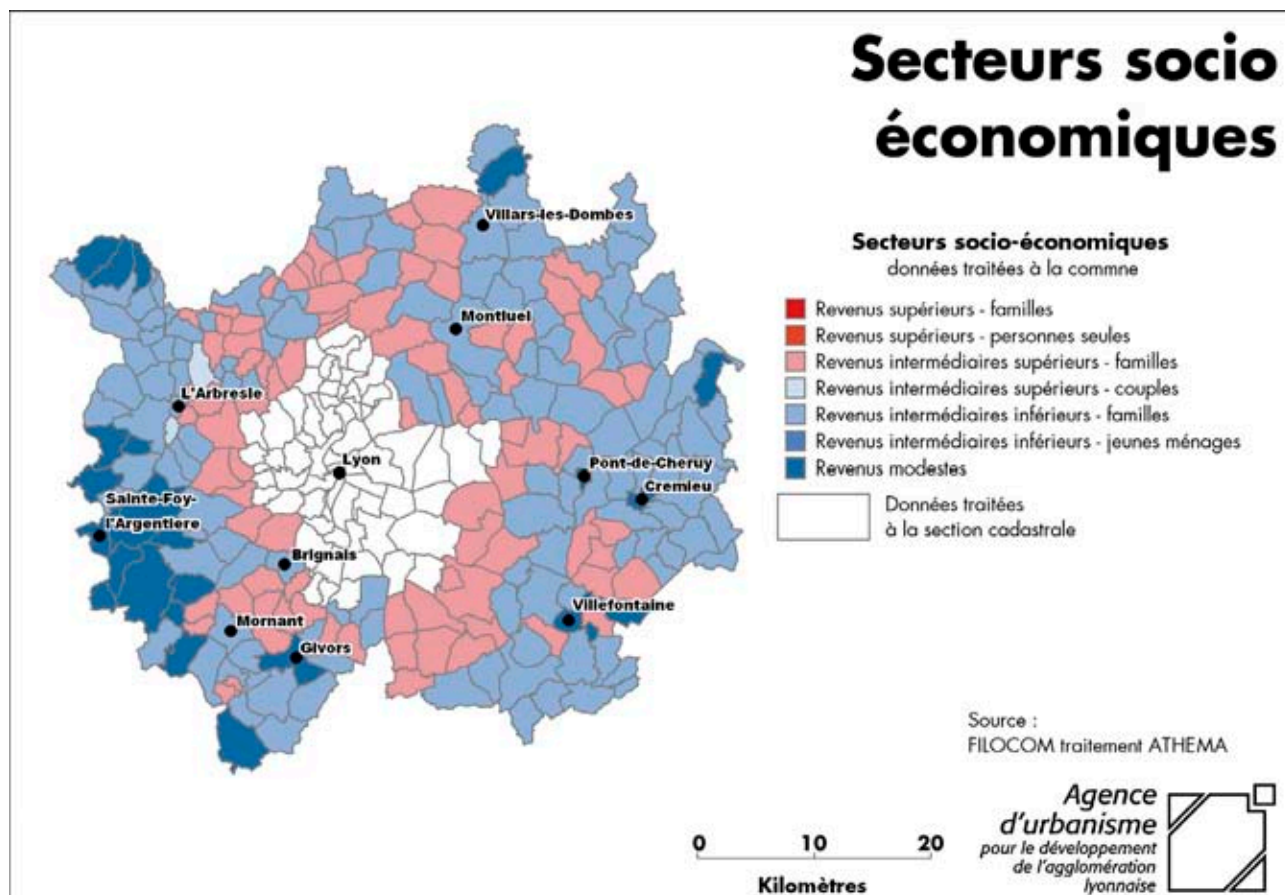 Secteurs socio
économiques
Villars-les-Dombes
Montluel
L'Arbresle
Lyon
Pont-de-Cheruy
Cremieu
Sainte-Foy-
l'Argentiere
Brignais
Villefontaine
Mornant
Givors
Secteurs socio-économiques
données traitées à la commne
Revenus supérieurs - familles
Revenus supérieurs - personnes seules
Revenus intermédiaires supérieurs - familles
Revenus intermédiaires supérieurs - couples
Revenus intermédiaires inférieurs - familles
Revenus intermédiaires inférieurs - jeunes ménages
Revenus modestes
Données traitées
à la section cadastrale
Source :
FILOCOM traitement ATHEMA
0 10 20
Kilomètres
Agence
d'urbanisme
pour le développement
de l'agglomération
lyonnaise